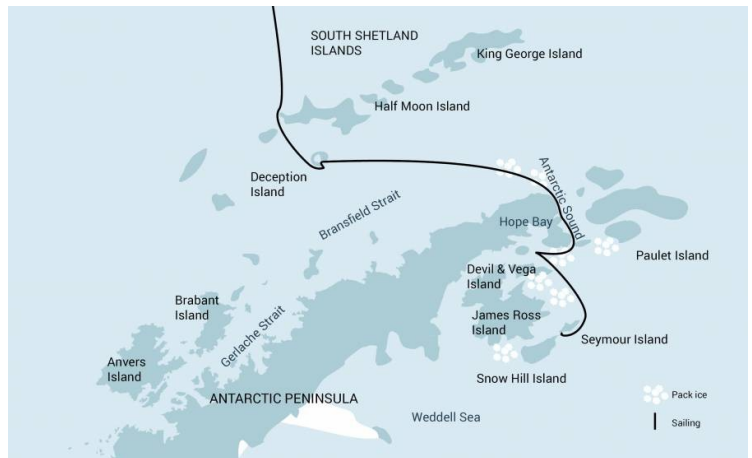 SOUTH SHETLAND
ISLANDS
King George Island
Half Moon Island
Deception
Island
Bransfield Strait
Antarctic Sound
Hope Bay
Paulet Island
Devil & Vega
Island
Brabant
Island
James Ross
Island
Gerlache Strait
Seymour Island
Anvers
Island
Snow Hill Island
ANTARCTIC PENINSULA
Pack ice
Weddell Sea
Sailing